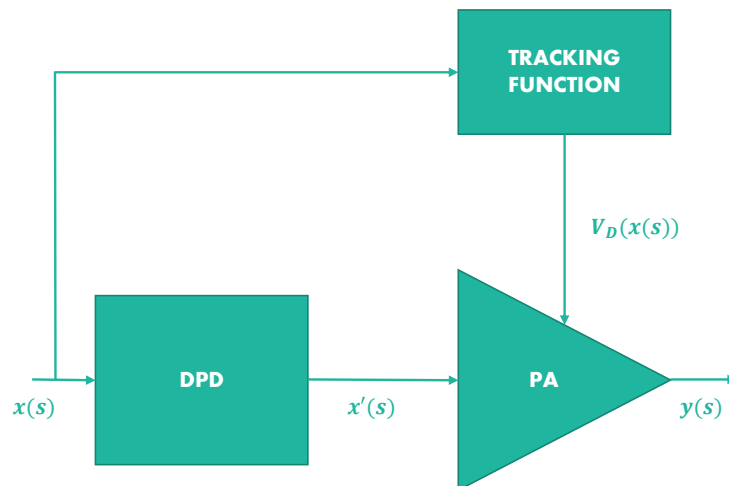 TRACKING
FUNCTION
V_D(x(s))
DPD
PA
x(s)
x′(s)
y(s)